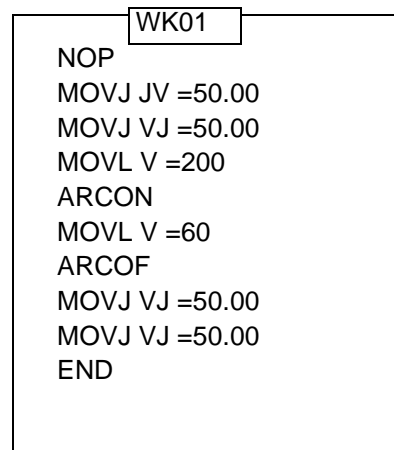 WK01
NOP
MOVJ JV =50.00
MOVJ VJ =50.00
MOVL V =200
ARCON
MOVL V =60
ARCOF
MOVJ VJ =50.00
MOVJ VJ =50.00
END